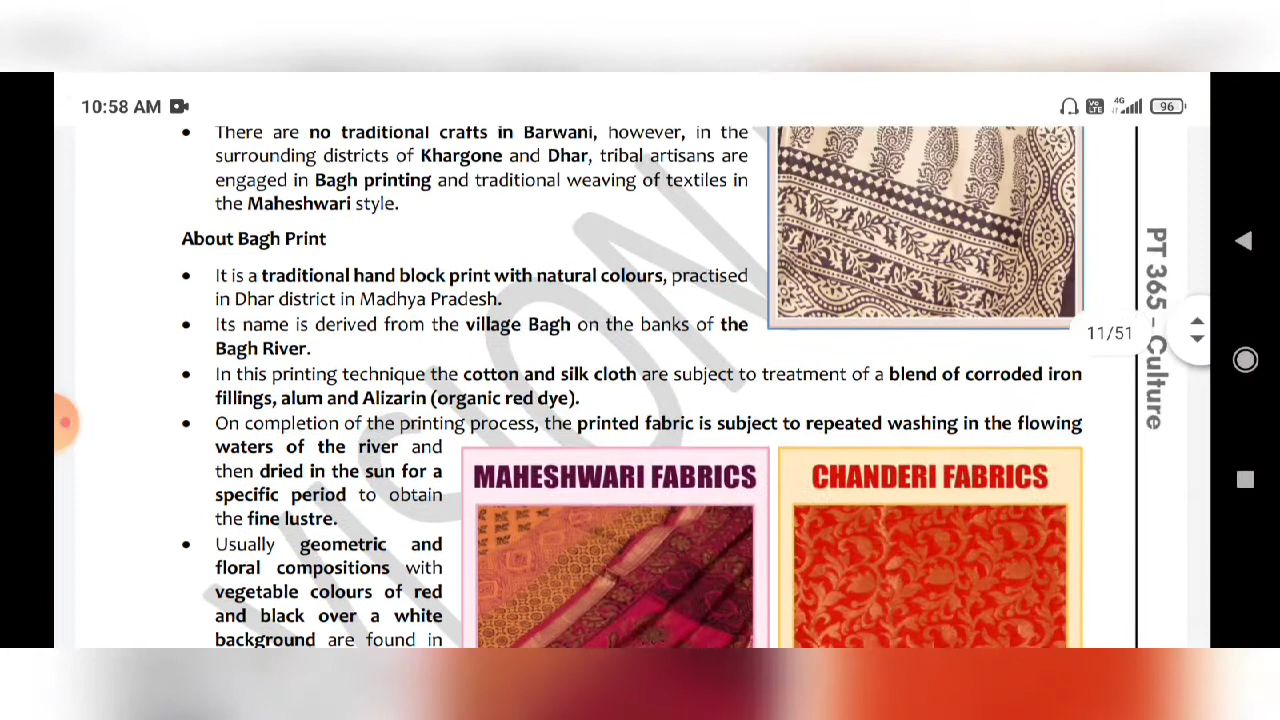 10:58 AM
4G
Vo
LTE
96
There are no traditional crafts in Barwani, however, in the
surrounding districts of Khargone and Dhar, tribal artisans are
engaged in Bagh printing and traditional weaving of textiles in
the Maheshwari style.
About Bagh Print
It is a traditional hand block print with natural colours, practised
in Dhar district in Madhya Pradesh.
Its name is derived from the village Bagh on the banks of the
Bagh River.
In this printing technique the cotton and silk cloth are subject to treatment of a blend of corroded iron
fillings, alum and Alizarin (organic red dye).
On completion of the printing process, the printed fabric is subject to repeated washing in the flowing
waters of the river and
then dried in the sun for a
specific period to obtain
the fine lustre.
Usually geometric and
floral compositions with
vegetable colours of red
and black over a white
background are found in
MAHESHWARI FABRICS
CHANDERI FABRICS
PT 365 - Culture
11/51
VISION